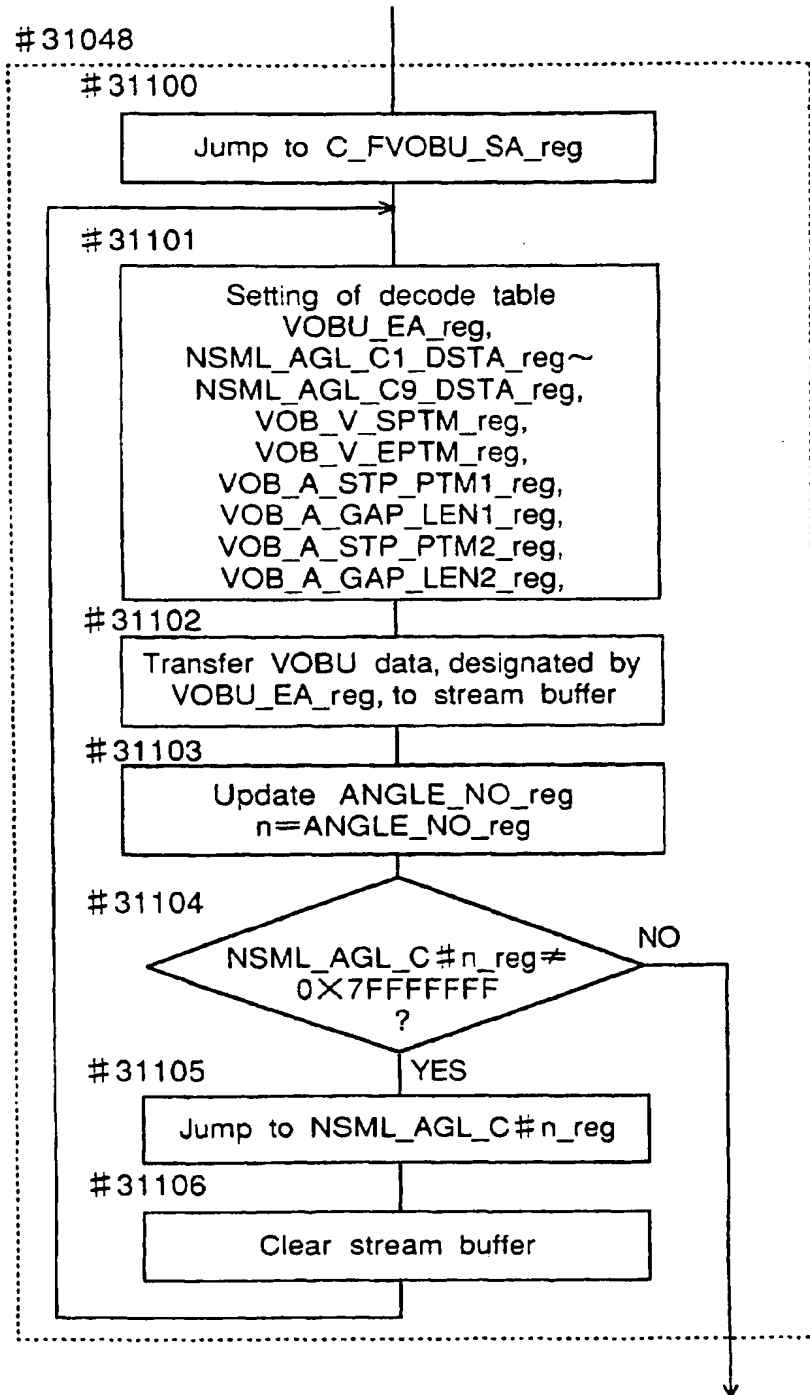 #31048
#31100
Jump to C_FVOBU_SA_reg
#31101
Setting of decode table
VOBU_EA_reg,
NSML_AGL_C1_DSTA_reg~
NSML_AGL_C9_DSTA_reg,
VOB_V_SPTM_reg,
VOB_V_EPTM_reg,
VOB_A_STP_PTM1_reg,
VOB_A_GAP_LEN1_reg,
VOB_A_STP_PTM2_reg,
VOB_A_GAP_LEN2_reg,
#31102
Transfer VOBU data, designated by
VOBU_EA_reg, to stream buffer
#31103
Update ANGLE_NO_reg
n=ANGLE_NO_reg
#31104
NSML_AGL_C#n_reg≠
0X7FFFFFFF
?
NO
YES
#31105
Jump to NSML_AGL_C#n_reg
#31106
Clear stream buffer